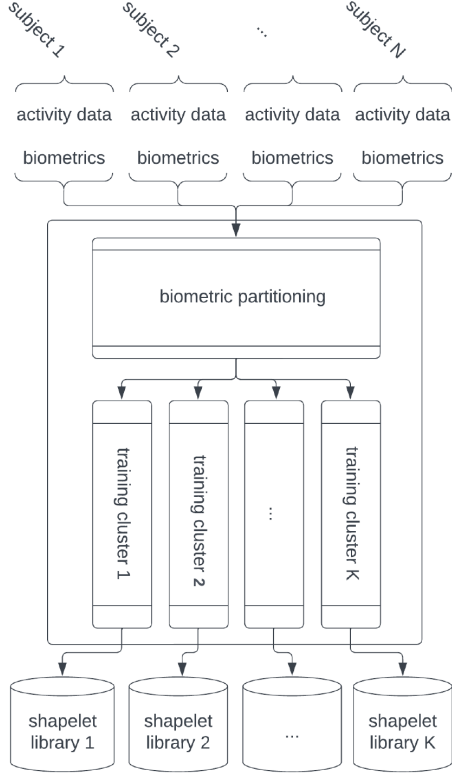 subject 1
subject 2
...
subject N
activity data
activity data
activity data
activity data
biometrics
biometrics
biometrics
biometrics
biometric partitioning
training cluster 1
training cluster 2
...
training cluster K
shapelet
library 1
shapelet
library 2
...
shapelet
library K